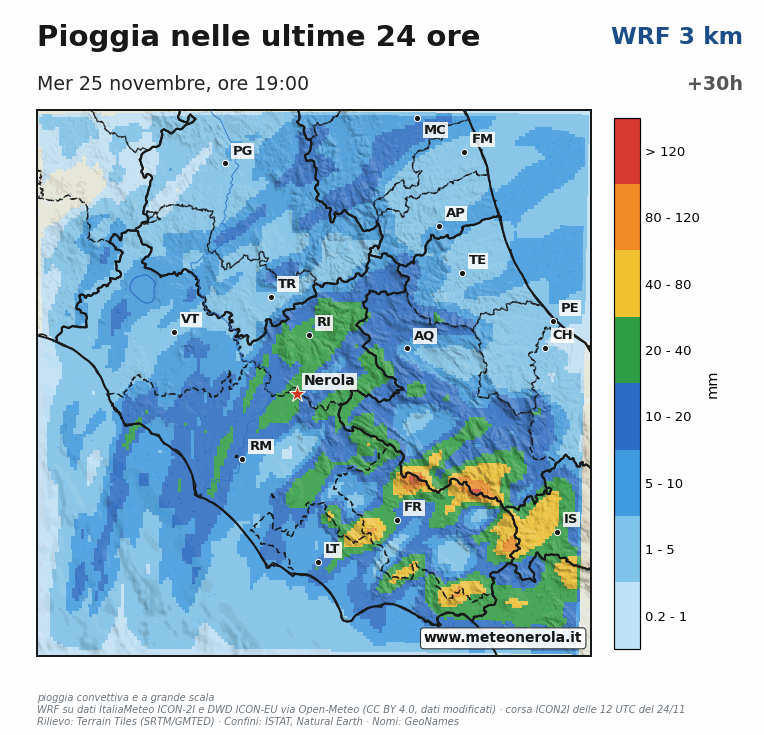 Pioggia nelle ultime 24 ore
WRF 3 km
Mer 25 novembre, ore 19:00
+30h
MC
FM
PG
AP
TE
TR
PE
VT
RI
AQ
CH
Nerola
RM
FR
IS
LT
www.meteonerola.it
> 120
80 - 120
40 - 80
20 - 40
10 - 20
5 - 10
1 - 5
0.2 - 1
mm
pioggia convettiva e a grande scala
WRF su dati ItaliaMeteo ICON-2I e DWD ICON-EU via Open-Meteo (CC BY 4.0, dati modificati) · corsa ICON2I delle 12 UTC del 24/11
Rilievo: Terrain Tiles (SRTM/GMTED) · Confini: ISTAT, Natural Earth · Nomi: GeoNames